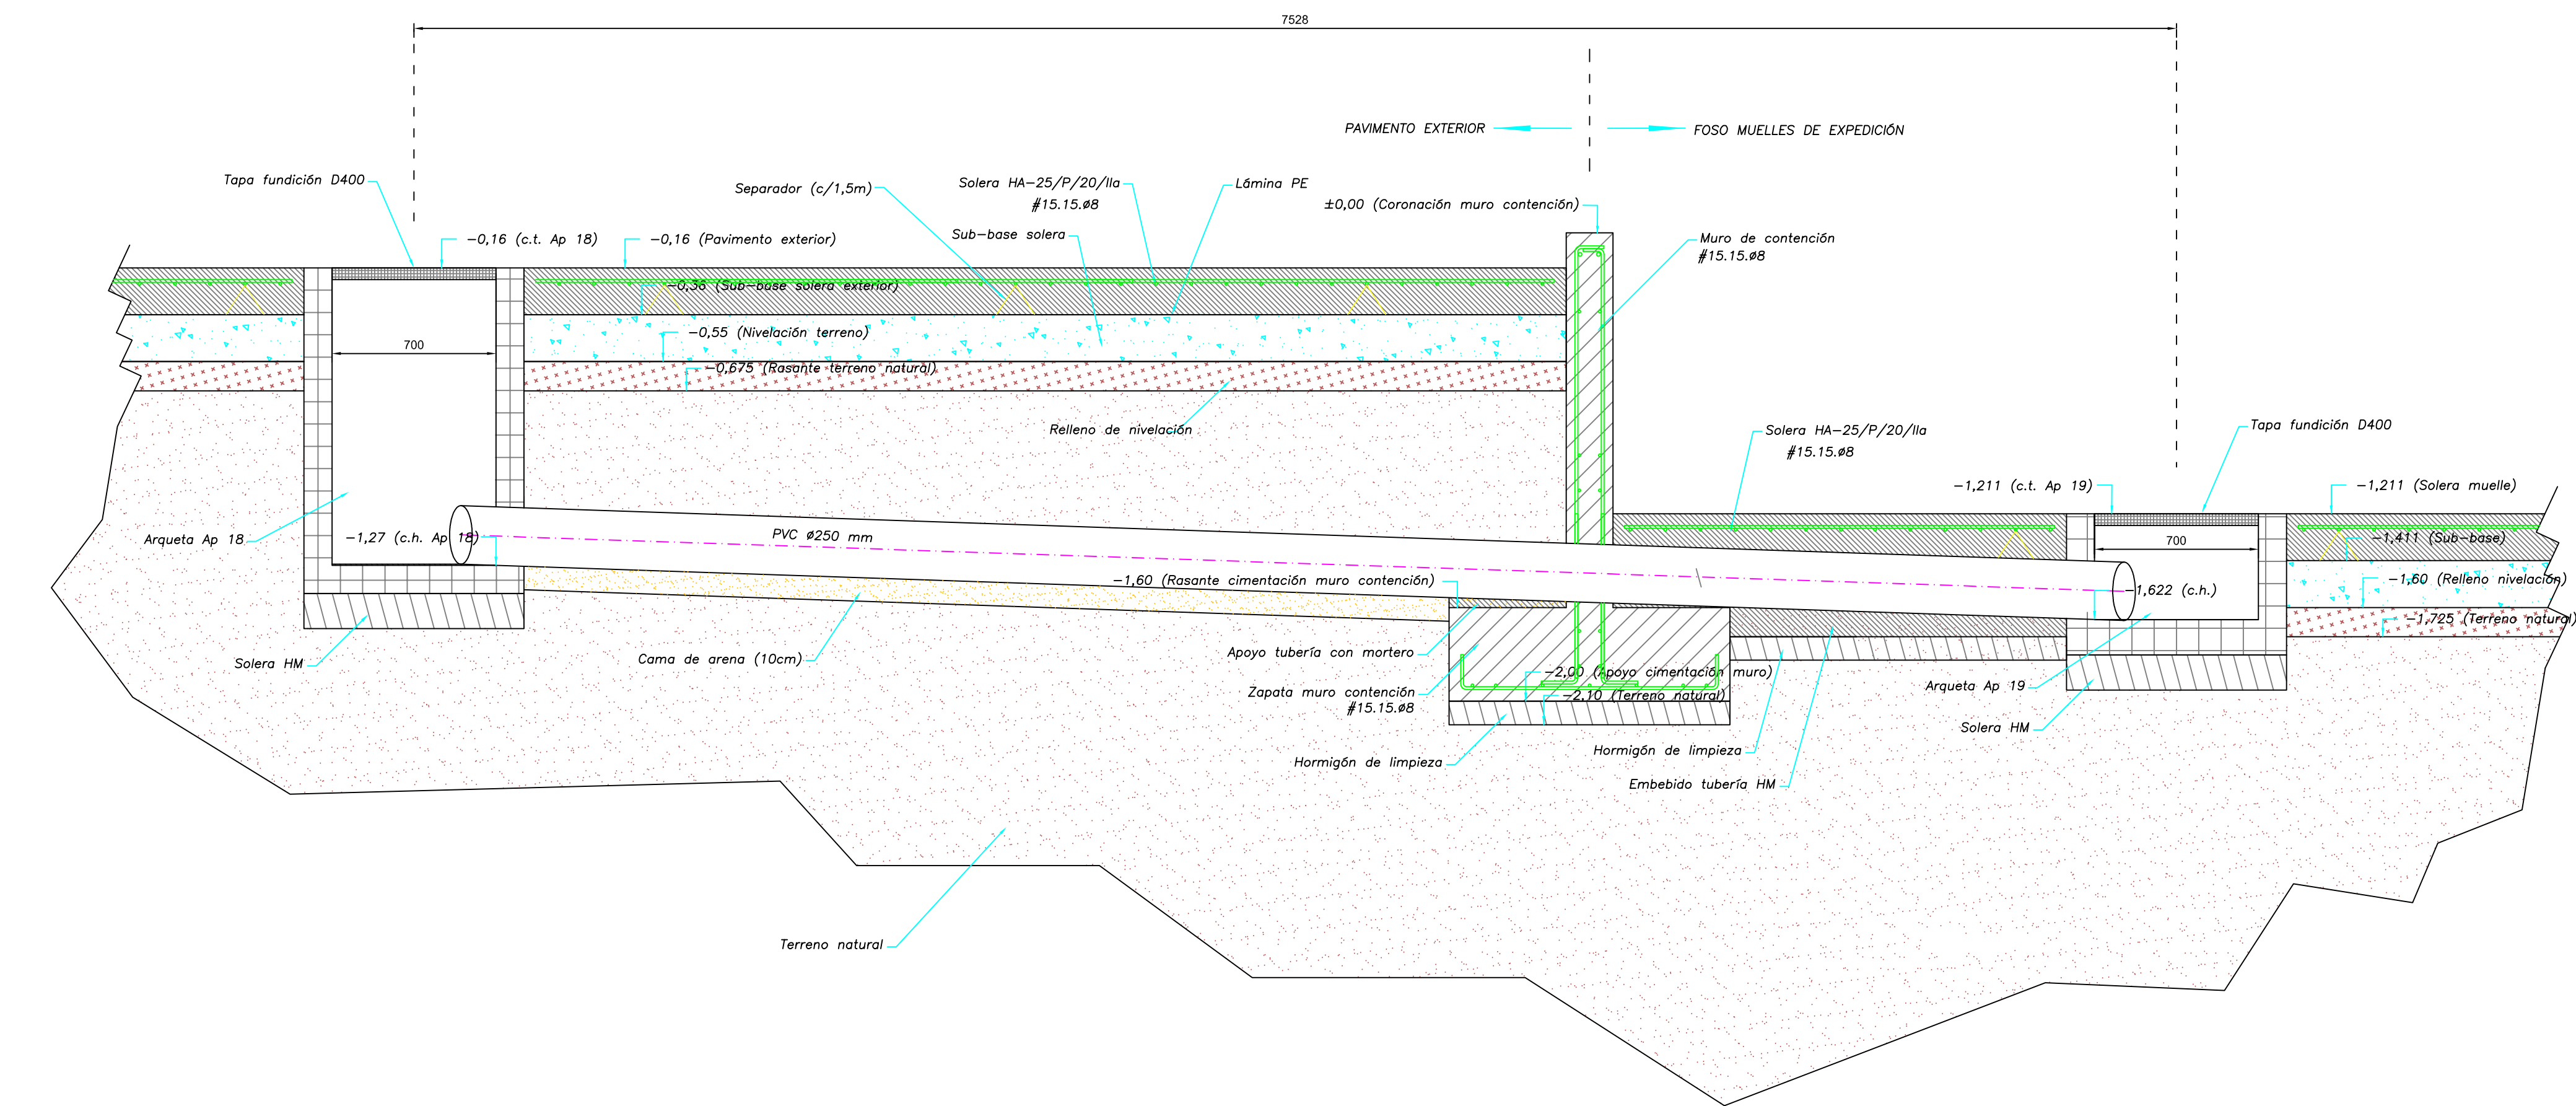 7528
PAVIMENTO EXTERIOR
FOSO MUELLES DE EXPEDICIÓN
Tapa fundición D400
Separador (c/1,5m)
Solera HA-25/P/20/IIa
#15.15.ø8
Lámina PE
±0,00 (Coronación muro contención)
-0,16 (c.t. Ap 18)
-0,16 (Pavimento exterior)
Sub-base solera
Muro de contención
#15.15.ø8
-0,36 (Sub-base solera exterior)
-0,55 (Nivelación terreno)
700
-0,675 (Rasante terreno natural)
Relleno de nivelación
Solera HA-25/P/20/IIa
#15.15.ø8
Tapa fundición D400
-1,211 (c.t. Ap 19)
-1,211 (Solera muelle)
Arqueta Ap 18
-1,27 (c.h. Ap 18)
PVC ø250 mm
700
-1,411 (Sub-base)
-1,60 (Rasante cimentación muro contención)
-1,60 (Relleno nivelación)
-1,622 (c.h.)
-1,725 (Terreno natural)
Solera HM
Cama de arena (10cm)
Apoyo tubería con mortero
-2,00 (Apoyo cimentación muro)
Zapata muro contención
#15.15.ø8
-2,10 (Terreno natural)
Arqueta Ap 19
Solera HM
Hormigón de limpieza
Hormigón de limpieza
Embebido tubería HM
Terreno natural